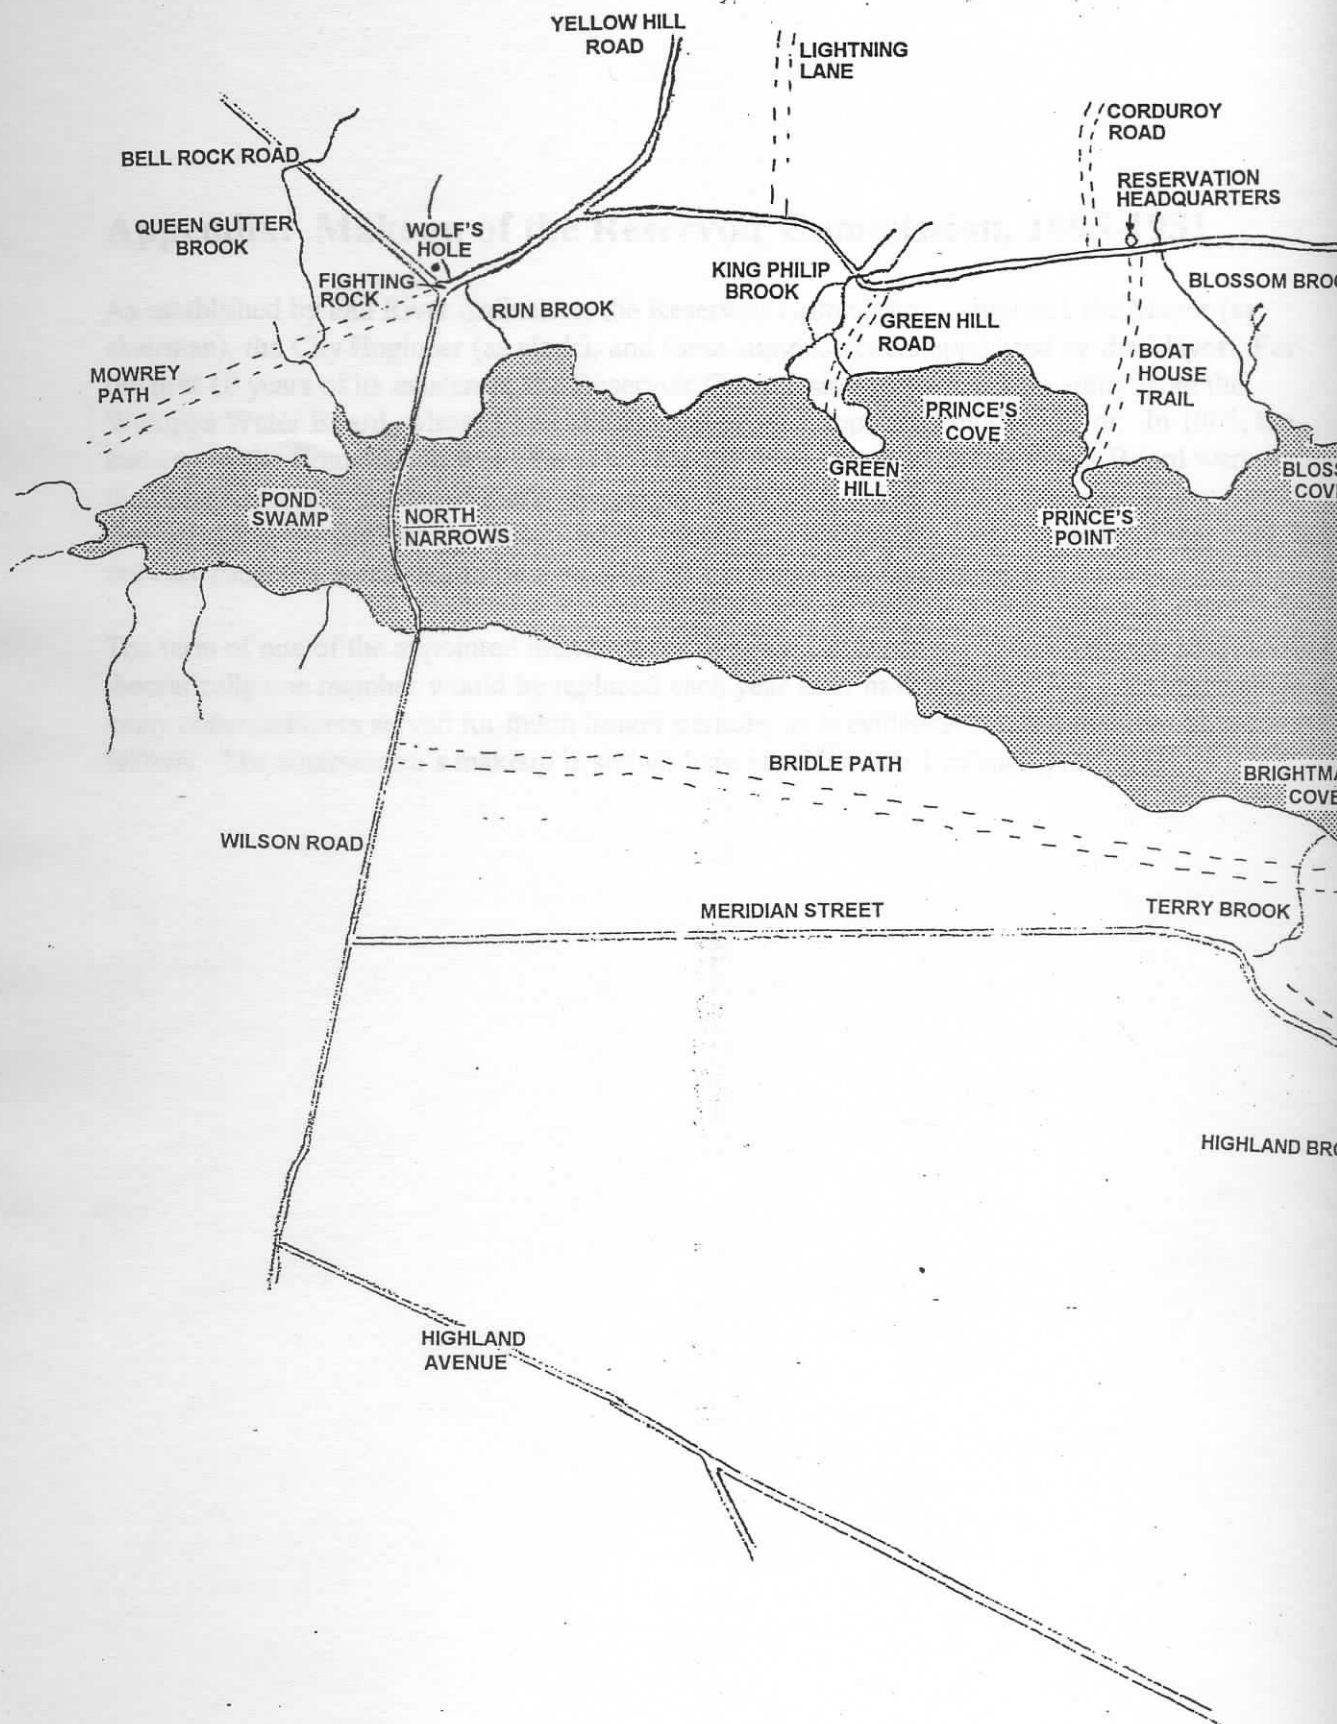 YELLOW HILL
ROAD
LIGHTNING
LANE
CORDUROY
ROAD
BELL ROCK ROAD
RESERVATION
HEADQUARTERS
QUEEN GUTTER
BROOK
WOLF'S
HOLE
FIGHTING
ROCK
RUN BROOK
KING PHILIP
BROOK
BLOSSOM BROO
GREEN HILL
ROAD
MOWREY
PATH
BOAT
HOUSE
TRAIL
PRINCE'S
COVE
GREEN
HILL
BLOSS
COV
POND
SWAMP
NORTH
NARROWS
PRINCE'S
POINT
BRIDLE PATH
BRIGHTMA
COVE
WILSON ROAD
MERIDIAN STREET
TERRY BROOK
HIGHLAND BRO
HIGHLAND
AVENUE